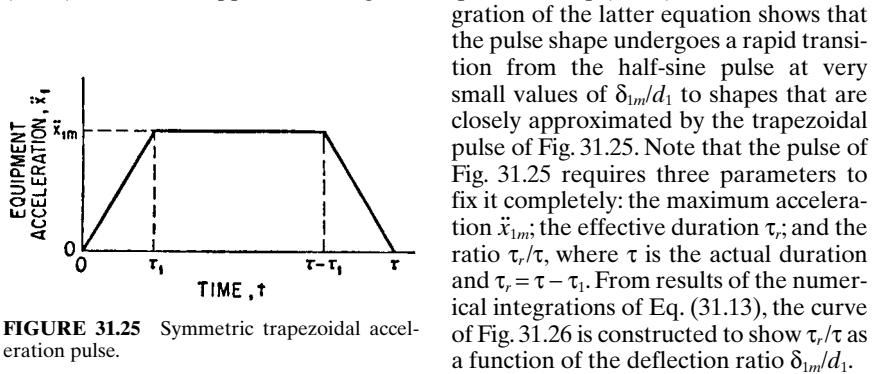 gration of the latter equation shows that
the pulse shape undergoes a rapid transi-
tion from the half-sine pulse at very
small values of δ₁ₘ/d₁ to shapes that are
closely approximated by the trapezoidal
pulse of Fig. 31.25. Note that the pulse of
Fig. 31.25 requires three parameters to
fix it completely: the maximum accelera-
tion ẍ₁ₘ; the effective duration τᵣ; and the
ratio τᵣ/τ, where τ is the actual duration
and τᵣ = τ − τ₁. From results of the numer-
ical integrations of Eq. (31.13), the curve
of Fig. 31.26 is constructed to show τᵣ/τ as
a function of the deflection ratio δ₁ₘ/d₁.
EQUIPMENT
ACCELERATION, ẍ₁
ẍ₁ₘ
0
0 τ₁ τ−τ₁ τ
TIME, t
FIGURE 31.25 Symmetric trapezoidal accel-
eration pulse.